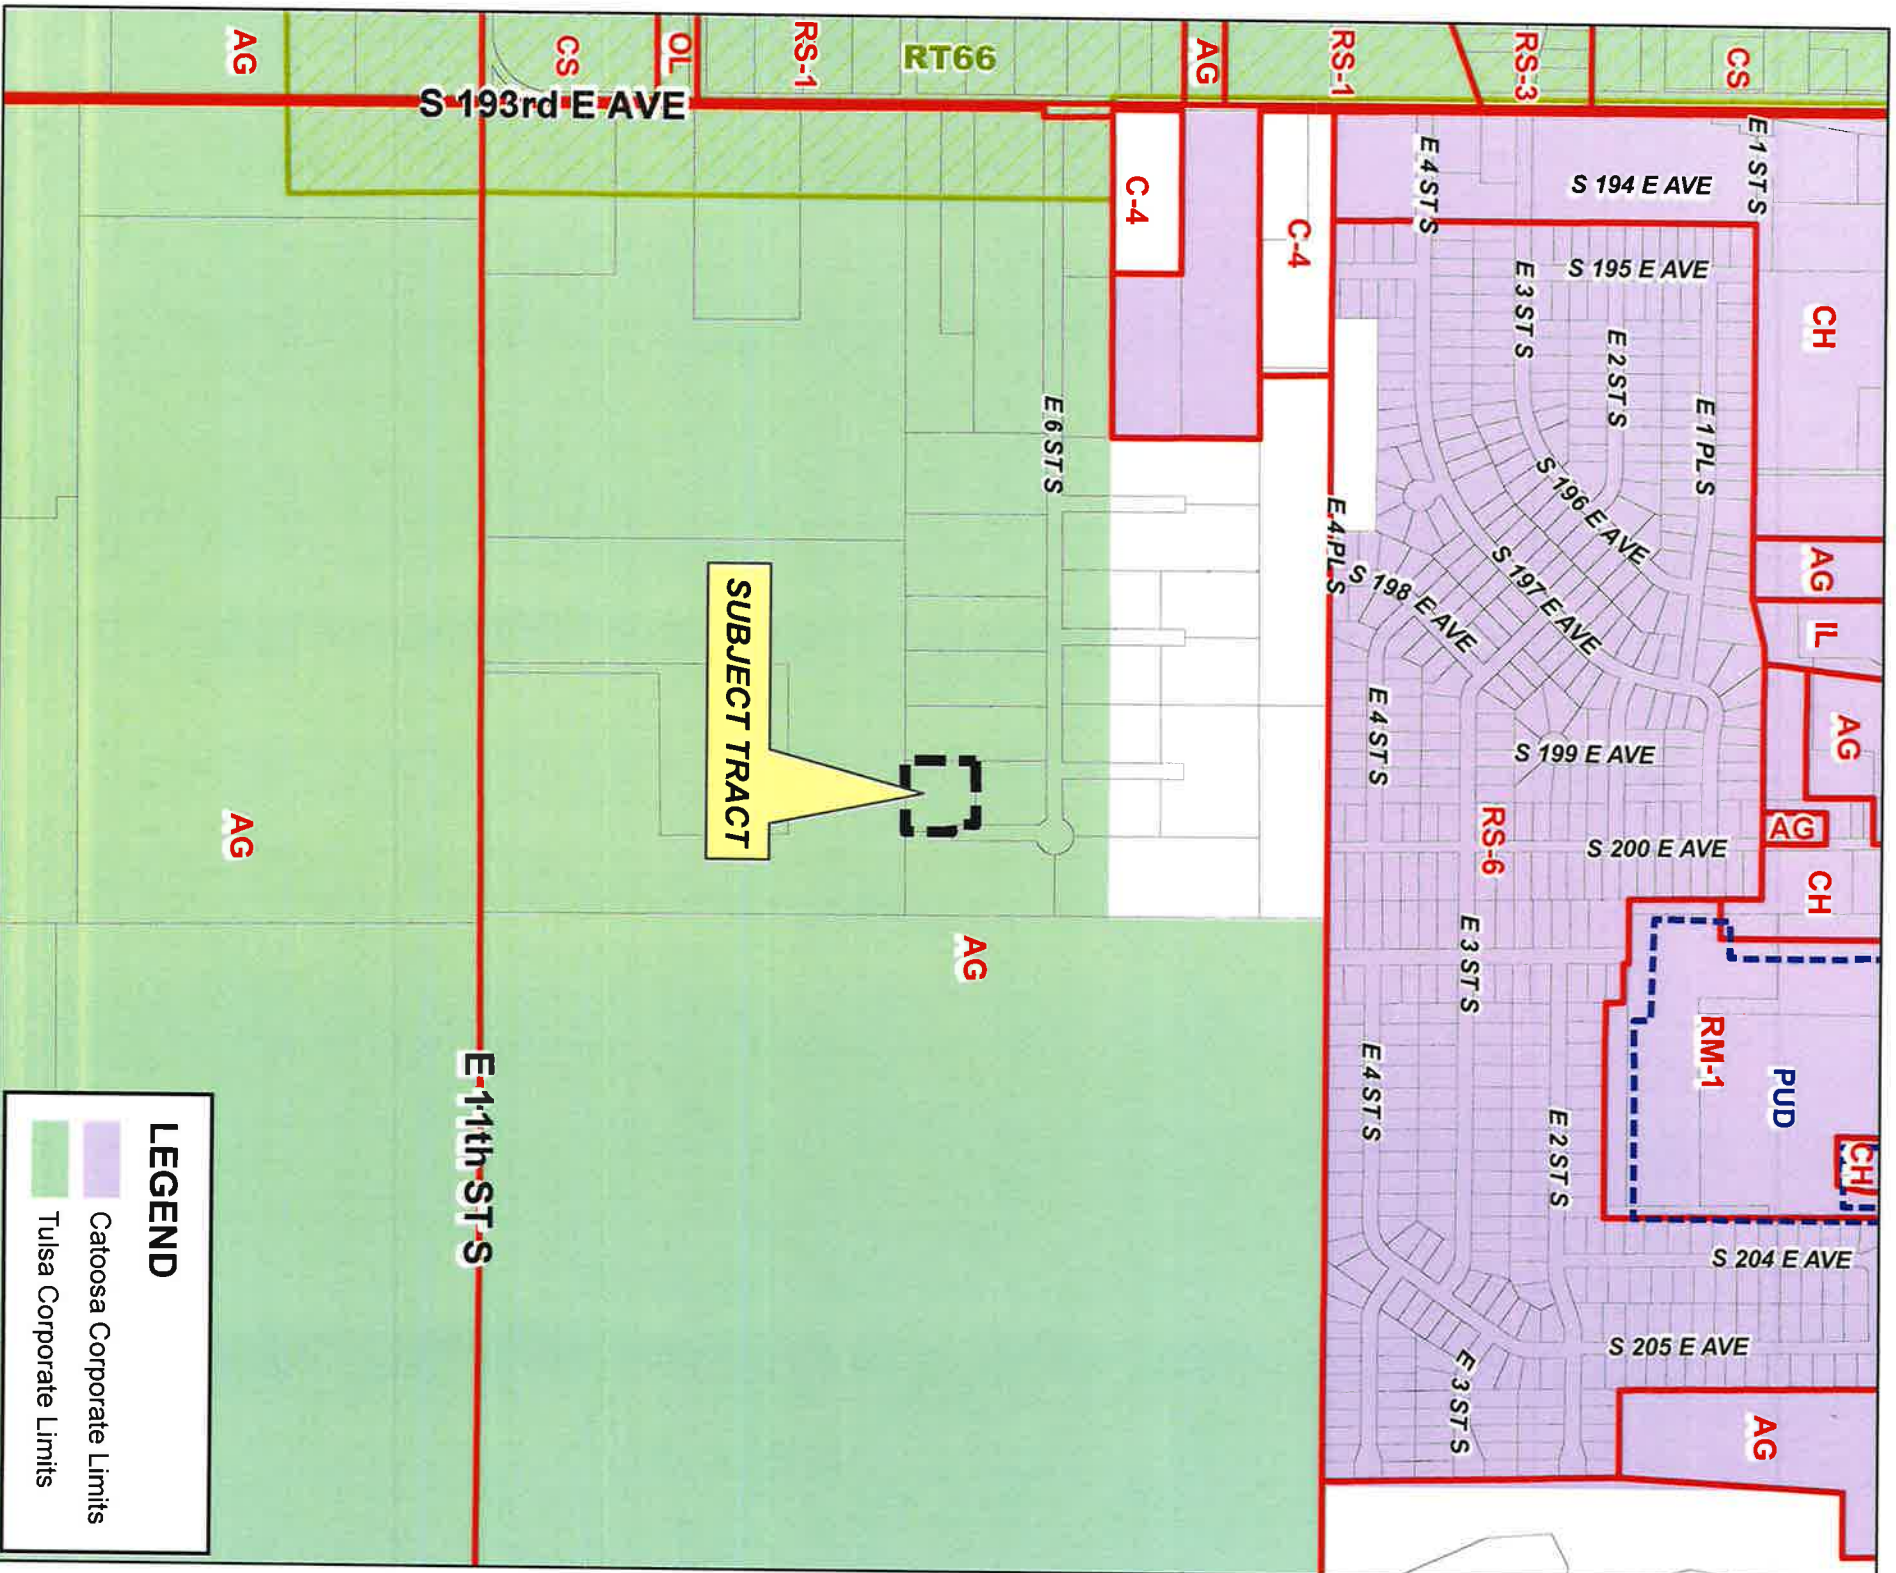 CS
E 1 ST S
CH
AG
IL
AG
AG
CH
PUD
CH
S 204 E AVE
AG
S 194 E AVE
S 195 E AVE
E 1 PL S
RM-1
S 200 E AVE
S 205 E AVE
E 2 ST S
S 196 E AVE
S 199 E AVE
E 2 ST S
RS-3
E 3 ST S
S 197 E AVE
RS-6
E 3 ST S
E 3 ST S
E 4 ST S
S 198 E AVE
E 4 ST S
E 4 ST S
RS-1
E 4 PL S
C-4
AG
C-4
E 6 ST S
RT66
AG
RS-1
SUBJECT TRACT
OL
CS
S 193rd E AVE
E 11th ST S
AG
AG
LEGEND
Catoosa Corporate Limits
Tulsa Corporate Limits